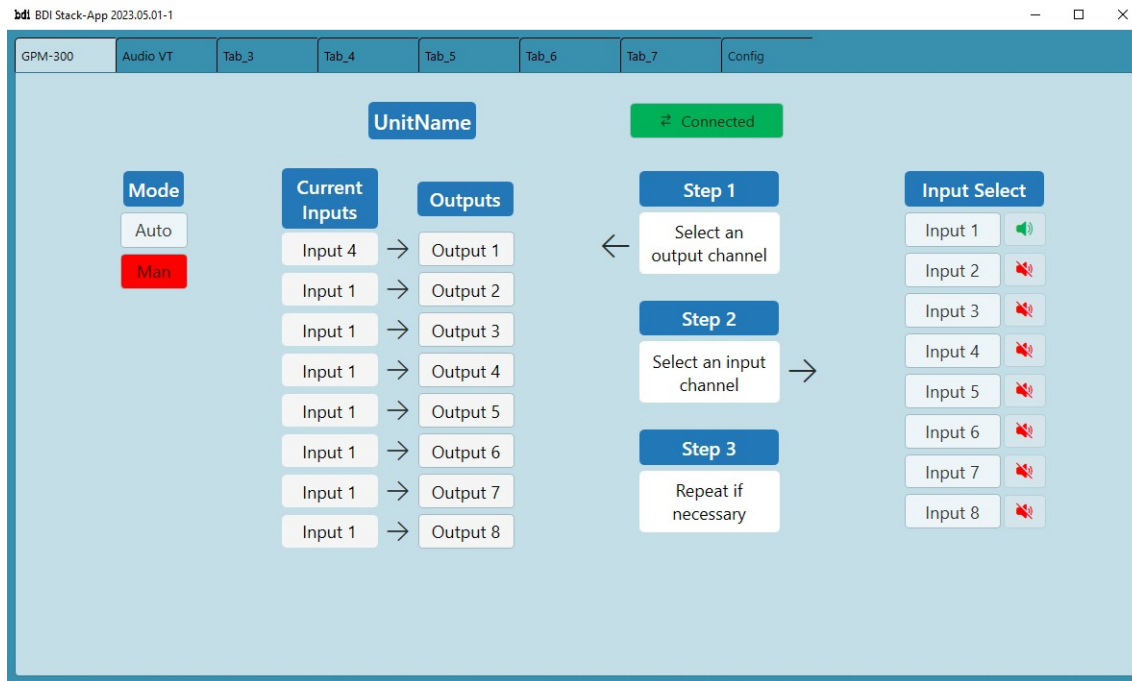 bdi BDI Stack-App 2023.05.01-1
GPM-300 Audio VT Tab_3 Tab_4 Tab_5 Tab_6 Tab_7 Config
UnitName
Connected
Mode
Auto
Man
Current
Inputs
Outputs
Input 4 → Output 1
Input 1 → Output 2
Input 1 → Output 3
Input 1 → Output 4
Input 1 → Output 5
Input 1 → Output 6
Input 1 → Output 7
Input 1 → Output 8
Step 1
Select an
output channel
Step 2
Select an input
channel
Step 3
Repeat if
necessary
Input Select
Input 1
Input 2
Input 3
Input 4
Input 5
Input 6
Input 7
Input 8